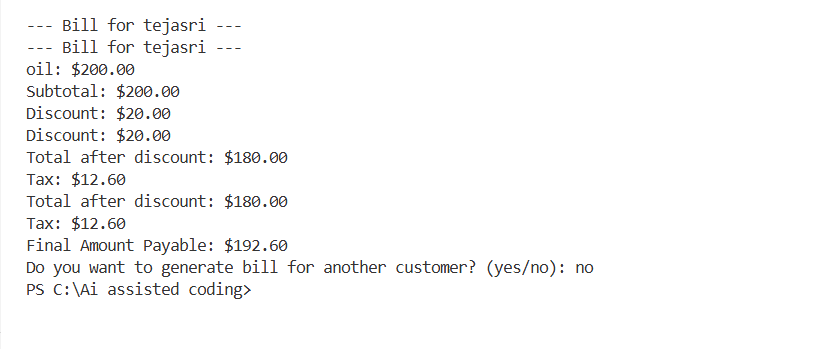 --- Bill for tejasri ---
--- Bill for tejasri ---
oil: $200.00
Subtotal: $200.00
Discount: $20.00
Discount: $20.00
Total after discount: $180.00
Tax: $12.60
Total after discount: $180.00
Tax: $12.60
Final Amount Payable: $192.60
Do you want to generate bill for another customer? (yes/no): no
PS C:\Ai assisted coding>